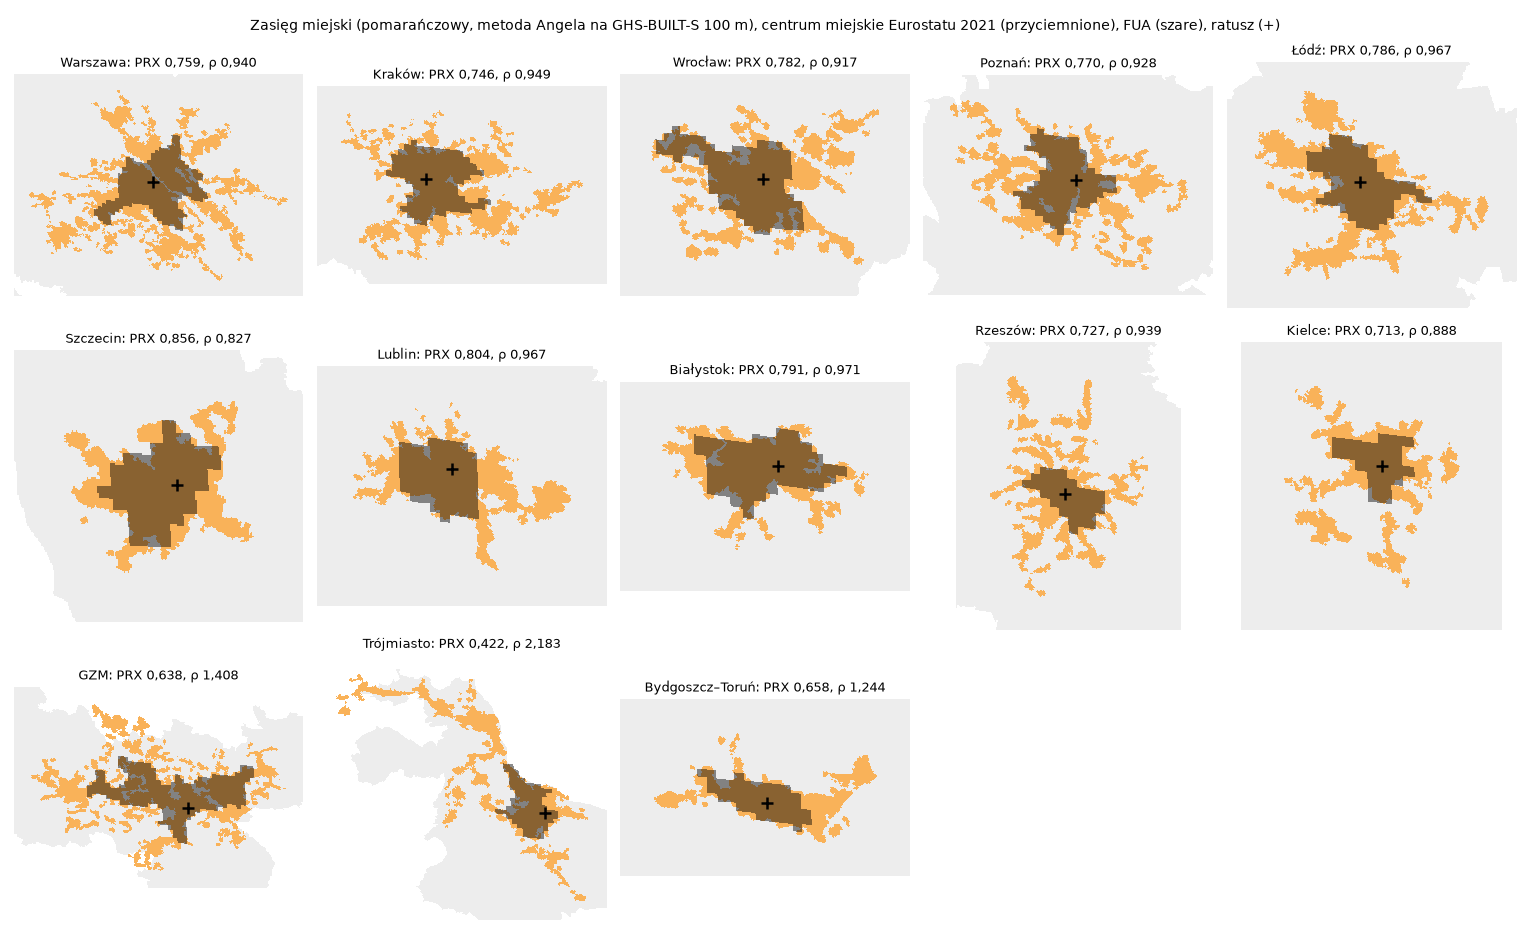 Zasięg miejski (pomarańczowy, metoda Angela na GHS-BUILT-S 100 m), centrum miejskie Eurostatu 2021 (przyciemnione), FUA (szare), ratusz (+)
Warszawa: PRX 0,759, ρ 0,940
Kraków: PRX 0,746, ρ 0,949
Wrocław: PRX 0,782, ρ 0,917
Poznań: PRX 0,770, ρ 0,928
Łódź: PRX 0,786, ρ 0,967
Szczecin: PRX 0,856, ρ 0,827
Lublin: PRX 0,804, ρ 0,967
Białystok: PRX 0,791, ρ 0,971
Rzeszów: PRX 0,727, ρ 0,939
Kielce: PRX 0,713, ρ 0,888
GZM: PRX 0,638, ρ 1,408
Trójmiasto: PRX 0,422, ρ 2,183
Bydgoszcz–Toruń: PRX 0,658, ρ 1,244